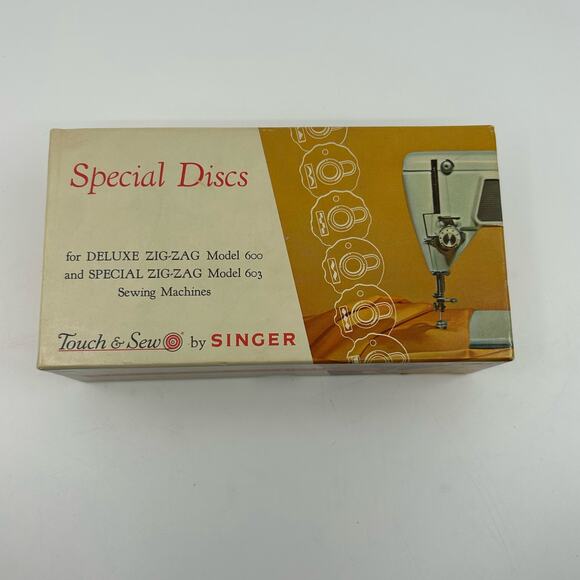 Special Discs
for DELUXE ZIG-ZAG Model 600
and SPECIAL ZIG-ZAG Model 603
Sewing Machines
Touch & Sew by SINGER